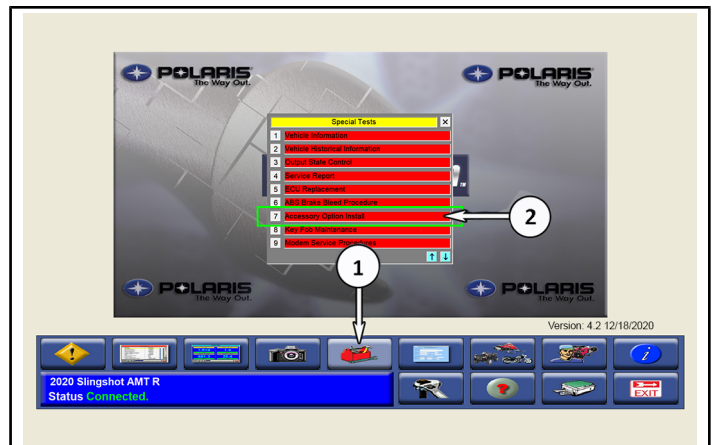 POLARIS
The Way Out.
POLARIS
The Way Out.
Special Tests X
1 Vehicle Information
2 Vehicle Historical Information
3 Output State Control
4 Service Report
5 ECU Replacement
6 ABS Brake Bleed Procedure
7 Accessory Option Install
8 Key Fob Maintenance
9 Modem Service Procedures
2
1
POLARIS
The Way Out.
POLARIS
The Way Out.
Version: 4.2 12/18/2020
2020 Slingshot AMT R
Status Connected.
EXIT